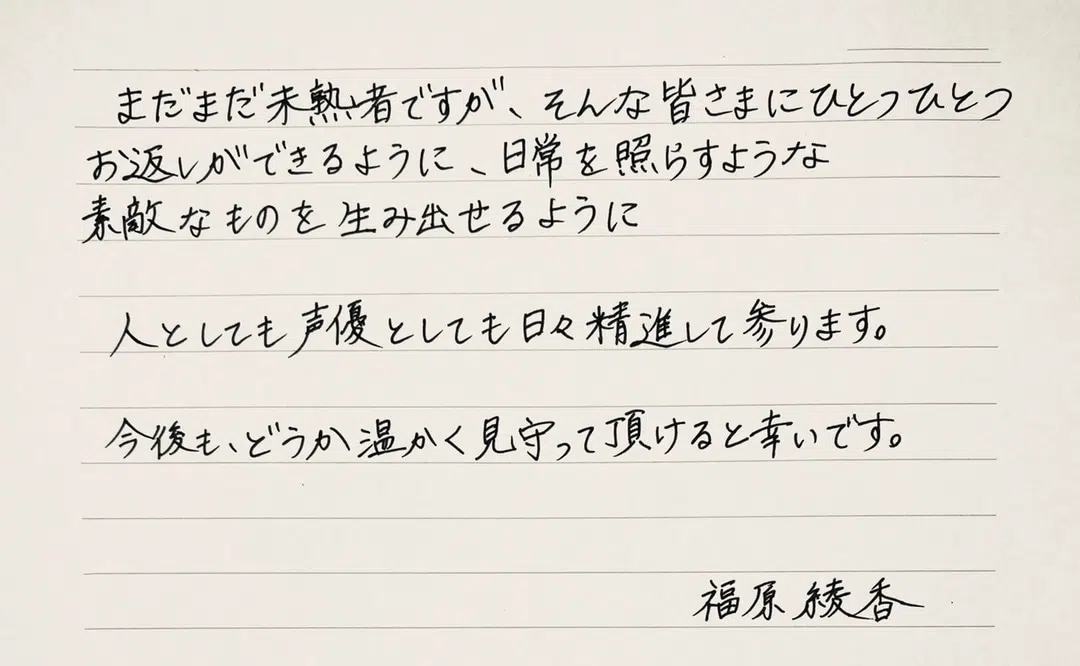 まだまだ未熟者ですが、そんな皆さまにひとつひとつ
お返しができるように、日常を照らすような
素敵なものを生み出せるように
人としても声優としても日々精進して参ります。
今後も、どうか温かく見守って頂けると幸いです。
福原綾香